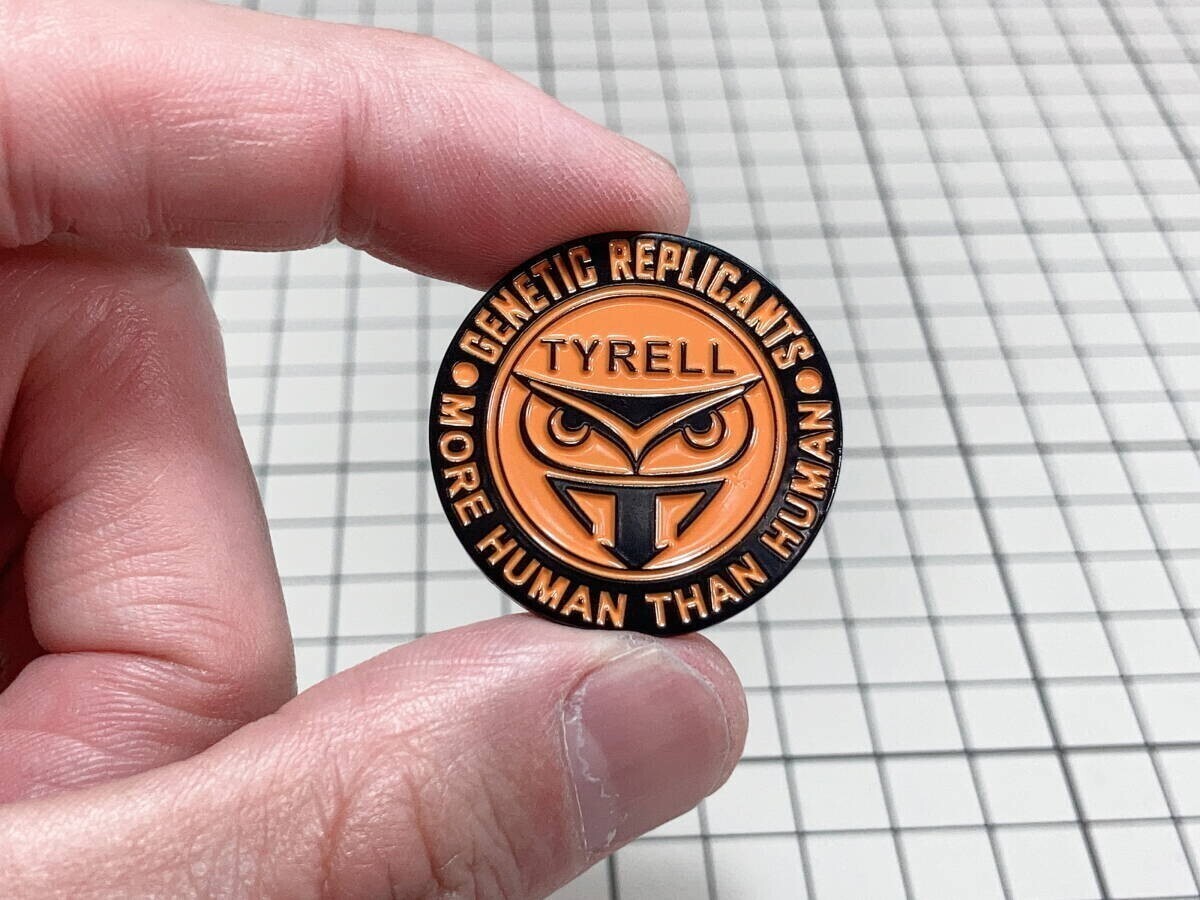 GENETIC REPLICANTS
TYRELL
MORE HUMAN THAN HUMAN